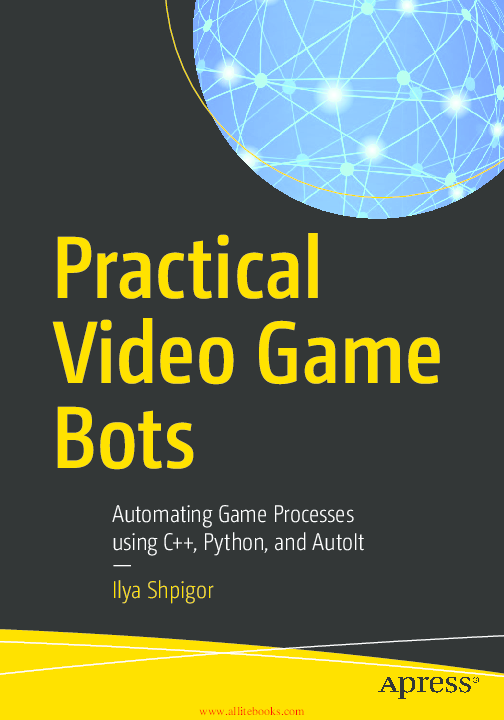 Practical
Video Game
Bots
Automating Game Processes
using C++, Python, and AutoIt
—
Ilya Shpigor
Apress®
www.allitebooks.com